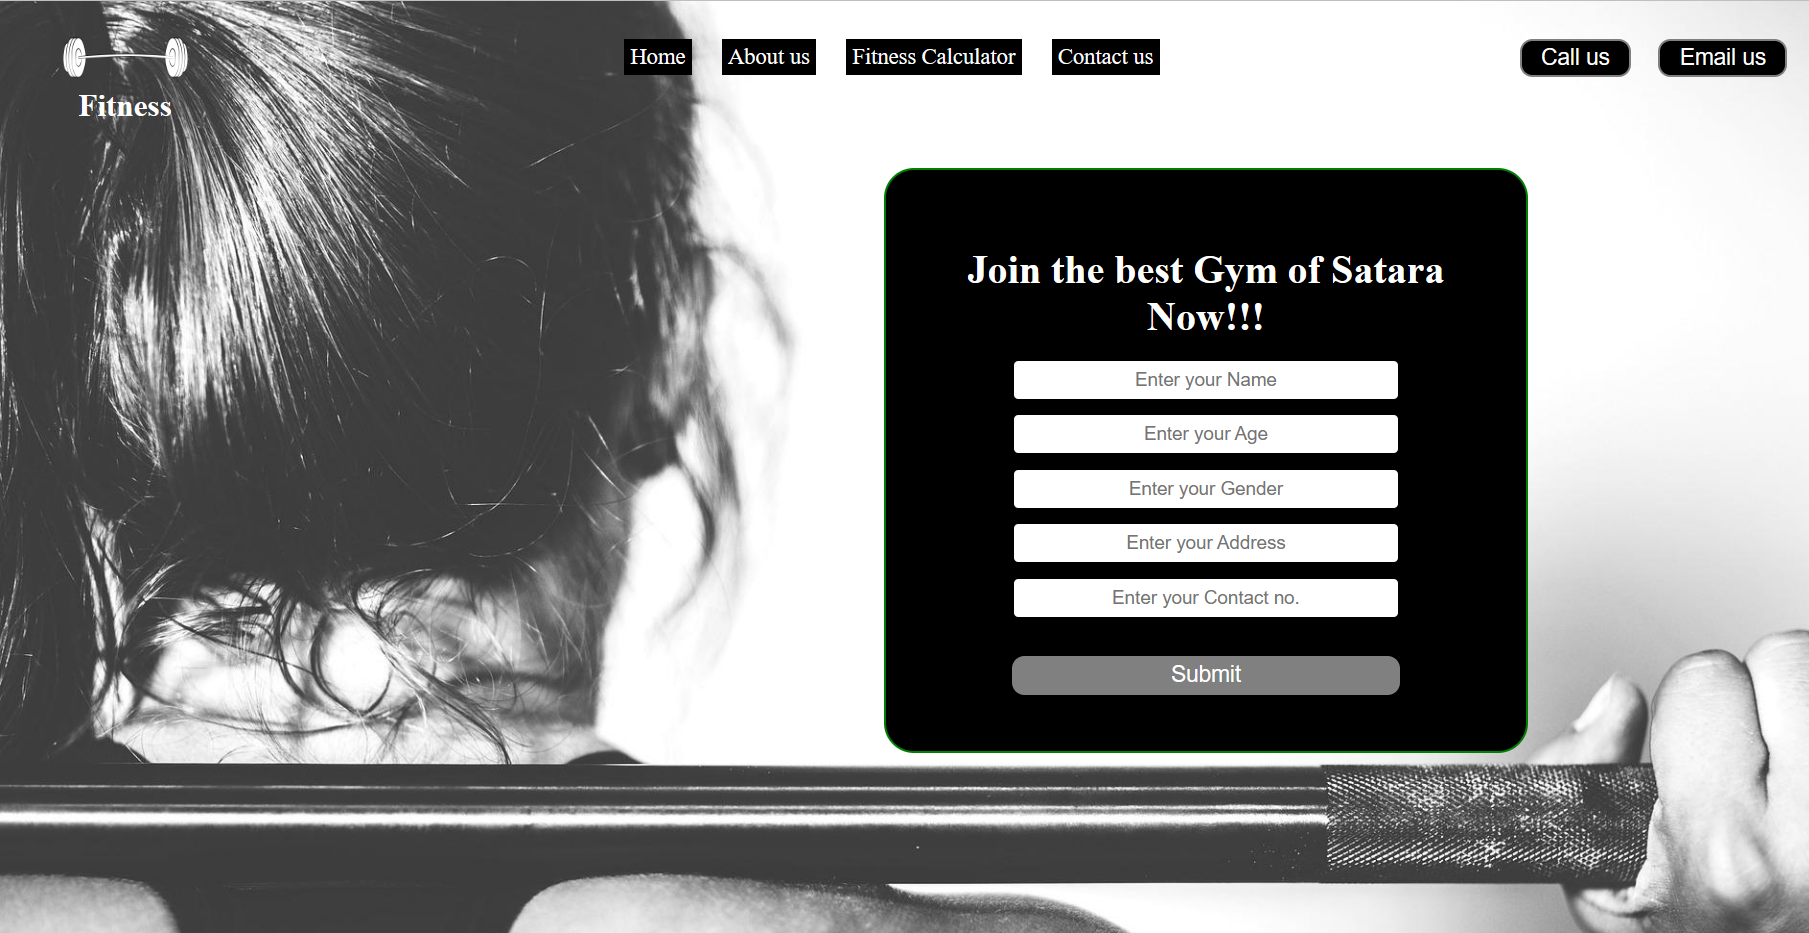 Fitness
Home
About us
Fitness Calculator
Contact us
Call us
Email us
Join the best Gym of Satara
Now!!!
Enter your Name
Enter your Age
Enter your Gender
Enter your Address
Enter your Contact no.
Submit